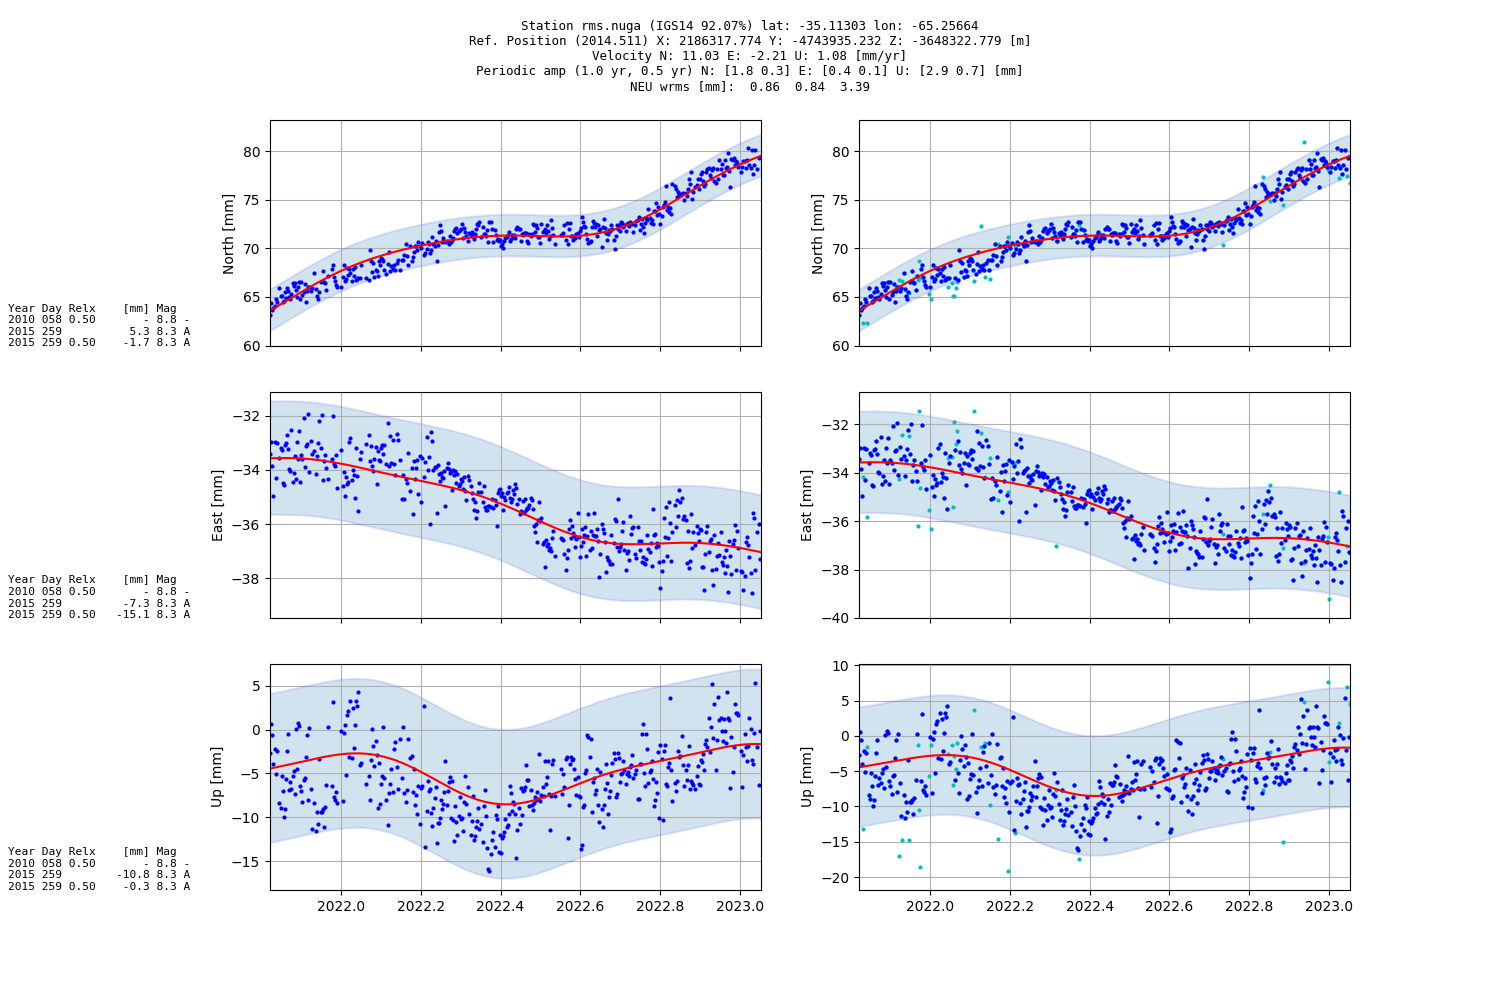 Station rms.nuga (IGS14 92.07%) lat: -35.11303 lon: -65.25664
Ref. Position (2014.511) X: 2186317.774 Y: -4743935.232 Z: -3648322.779 [m]
Velocity N: 11.03 E: -2.21 U: 1.08 [mm/yr]
Periodic amp (1.0 yr, 0.5 yr) N: [1.8 0.3] E: [0.4 0.1] U: [2.9 0.7] [mm]
NEU wrms [mm]: 0.86 0.84 3.39
North [mm]
80
75
70
65
60
North [mm]
80
75
70
65
60
Year Day Relx [mm] Mag
2010 058 0.50 - 8.8 -
2015 259 5.3 8.3 A
2015 259 0.50 -1.7 8.3 A
East [mm]
−32
−34
−36
−38
East [mm]
−32
−34
−36
−38
−40
Year Day Relx [mm] Mag
2010 058 0.50 - 8.8 -
2015 259 -7.3 8.3 A
2015 259 0.50 -15.1 8.3 A
Up [mm]
5
0
−5
−10
−15
Up [mm]
10
5
0
−5
−10
−15
−20
Year Day Relx [mm] Mag
2010 058 0.50 - 8.8 -
2015 259 -10.8 8.3 A
2015 259 0.50 -0.3 8.3 A
2022.0 2022.2 2022.4 2022.6 2022.8 2023.0
2022.0 2022.2 2022.4 2022.6 2022.8 2023.0